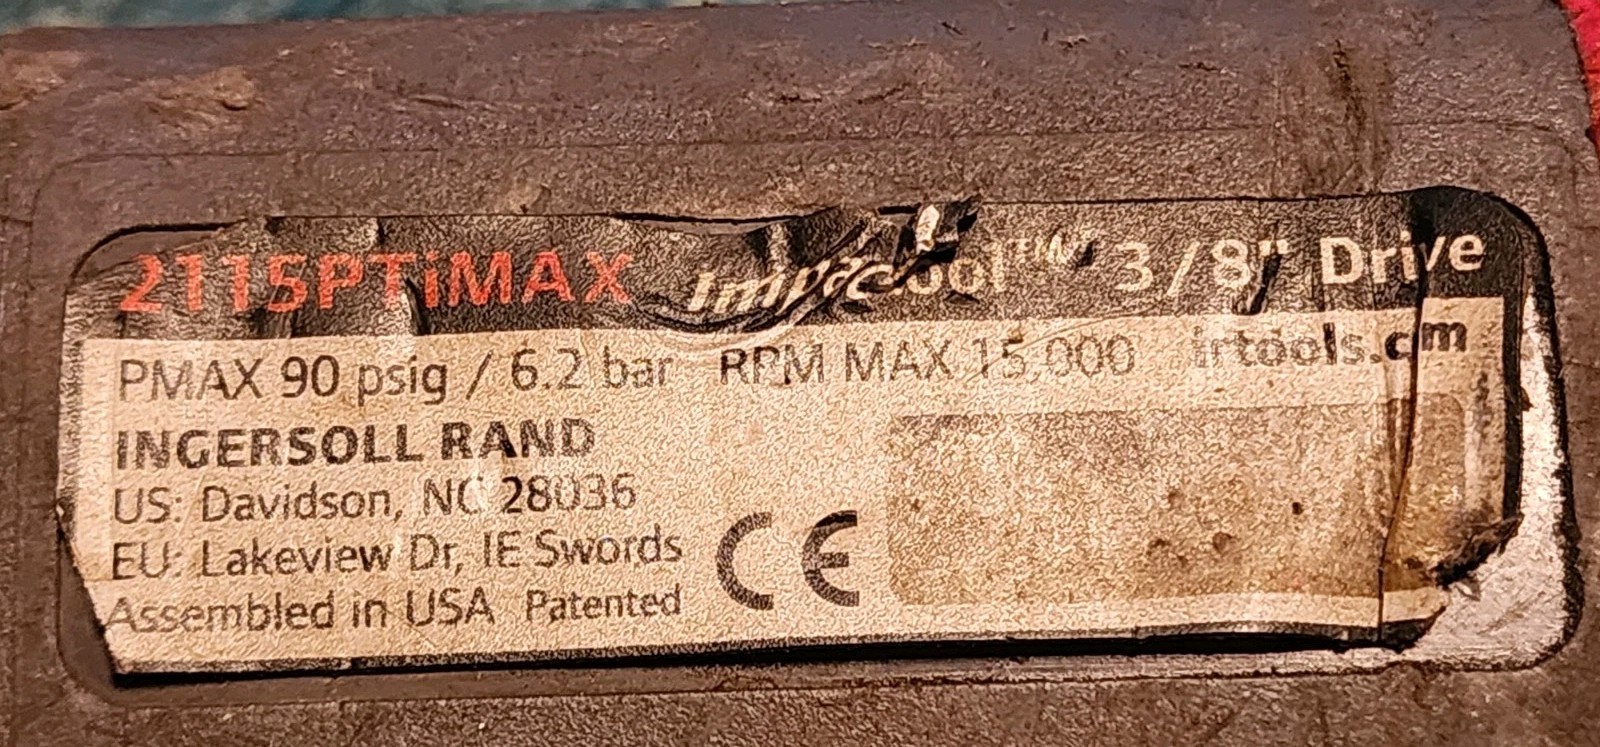 2115PTiMAX Impactool™ 3/8" Drive
PMAX 90 psig / 6.2 bar RPM MAX 15,000 irtools.com
INGERSOLL RAND
US: Davidson, NC 28036
EU: Lakeview Dr, IE Swords
Assembled in USA Patented
CE